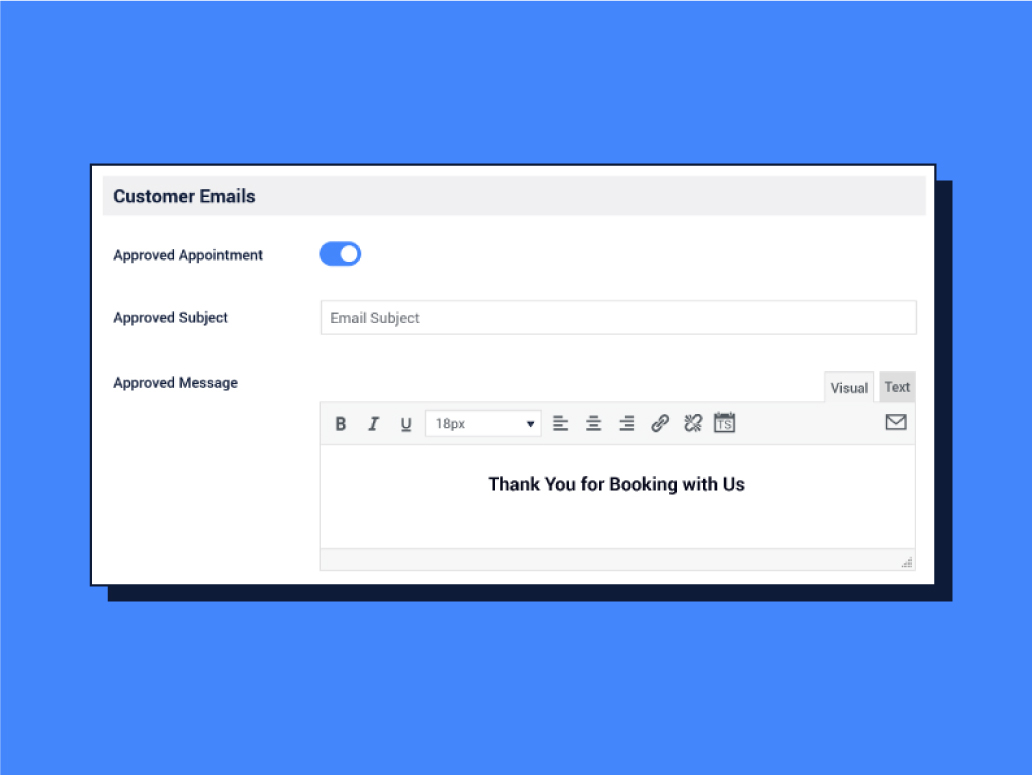 Customer Emails
Approved Appointment
Approved Subject
Email Subject
Approved Message
Visual
Text
B I U 18px TS
Thank You for Booking with Us